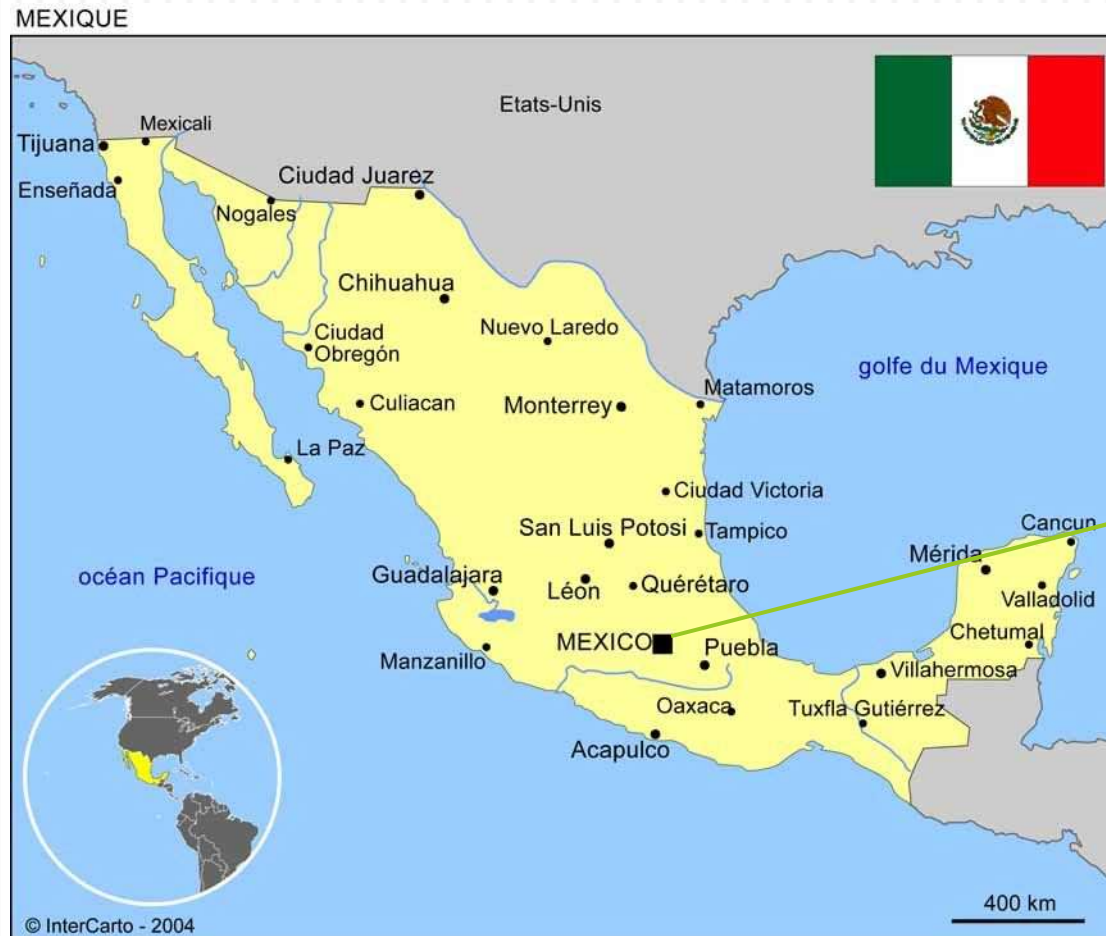 MEXIQUE
Etats-Unis
Mexicali
Tijuana
Enseñada
Nogales
Ciudad Juarez
Chihuahua
Nuevo Laredo
Ciudad
Obregón
golfe du Mexique
Culiacan
Monterrey
Matamoros
La Paz
Ciudad Victoria
San Luis Potosi
Tampico
Cancun
Mérida
océan Pacifique
Guadalajara
Léon
Quérétaro
Valladolid
MEXICO
Puebla
Chetumal
Manzanillo
Villahermosa
Oaxaca
Tuxfla Gutiérrez
Acapulco
400 km
© InterCarto - 2004